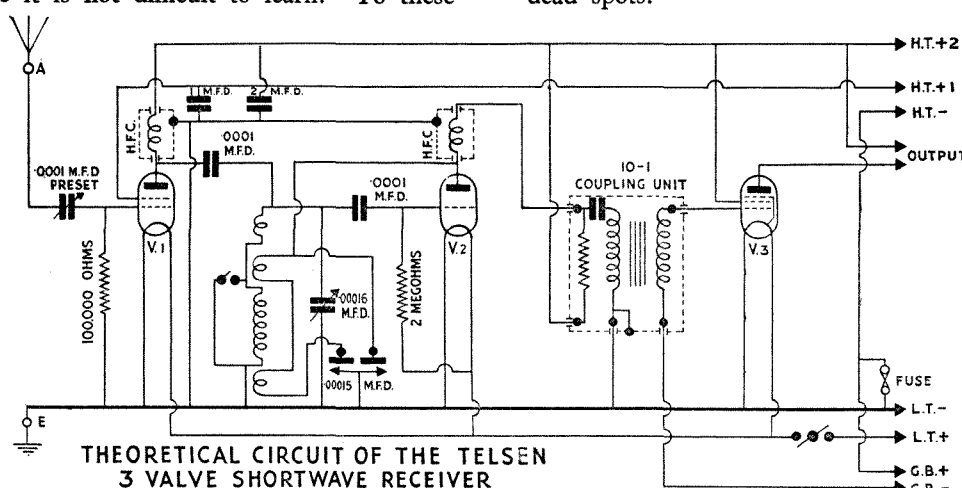 e it is not difficult to learn. To these
dead spots.
A
H.T.+2
H.T.+1
H.T.-
OUTPUT
·1 M.F.D.
2 M.F.D.
H.F.C.
·0001
M.F.D.
H.F.C
·0001 M.F.D
PRESET
·0001
M.F.D.
10-1
COUPLING UNIT
V.1
V.2
V.3
100,000 OHMS
·00016
M.F.D.
2 MEGOHMS
·00015 M.F.D.
FUSE
E
L.T.-
L.T.+
G.B.+
G.B.-
THEORETICAL CIRCUIT OF THE TELSEN
3 VALVE SHORTWAVE RECEIVER